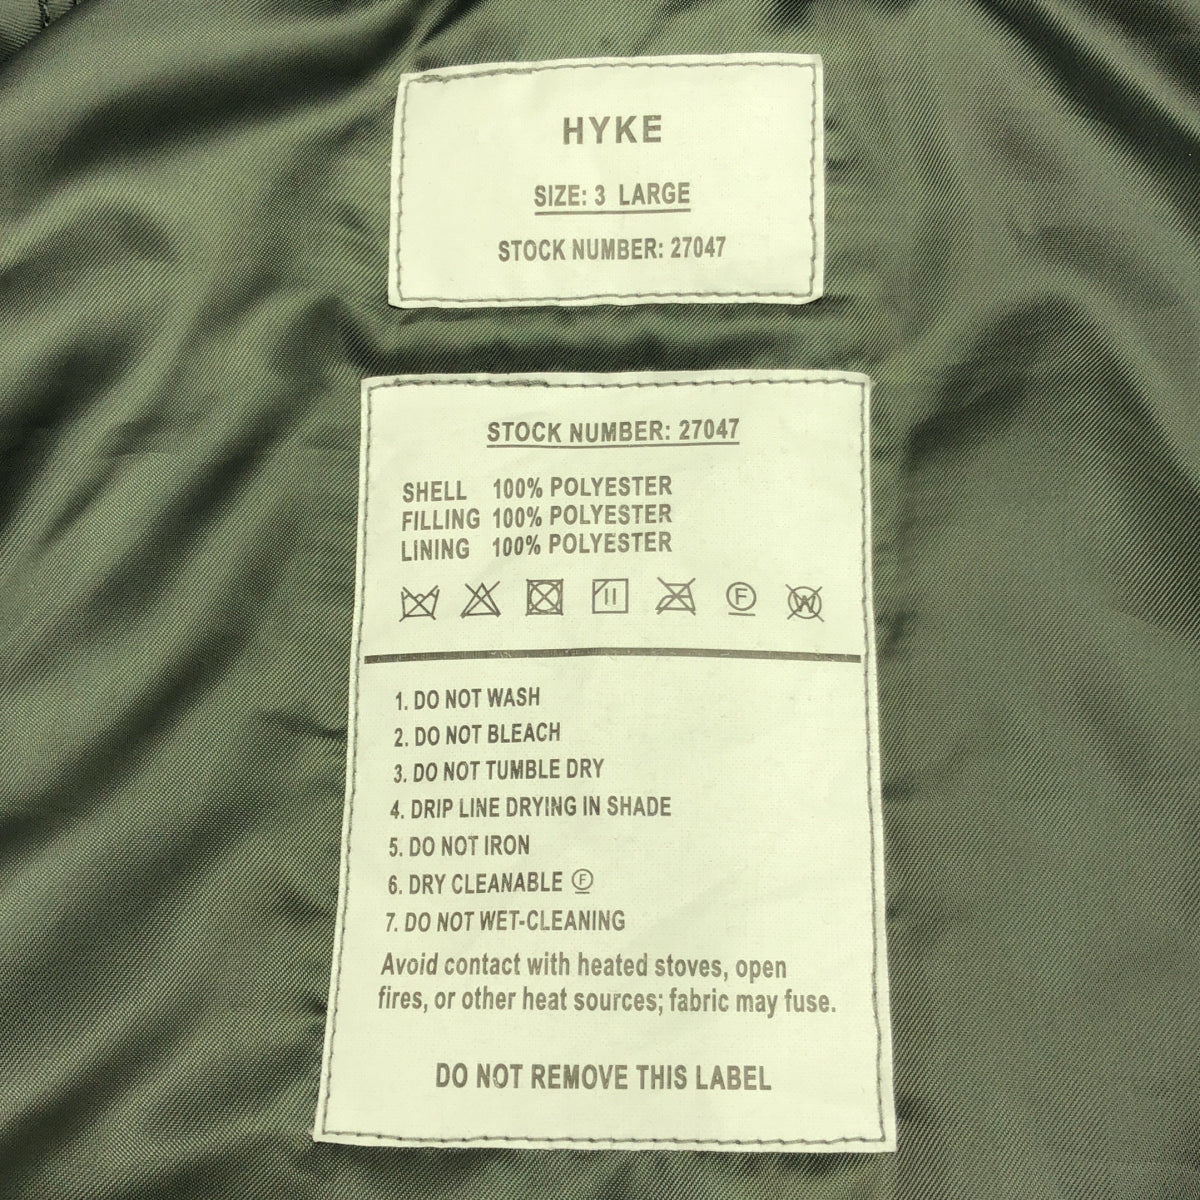 HYKE
SIZE: 3 LARGE
STOCK NUMBER: 27047
STOCK NUMBER: 27047
SHELL 100% POLYESTER
FILLING 100% POLYESTER
LINING 100% POLYESTER
F W
1. DO NOT WASH
2. DO NOT BLEACH
3. DO NOT TUMBLE DRY
4. DRIP LINE DRYING IN SHADE
5. DO NOT IRON
6. DRY CLEANABLE Ⓕ
7. DO NOT WET-CLEANING
Avoid contact with heated stoves, open
fires, or other heat sources; fabric may fuse.
DO NOT REMOVE THIS LABEL